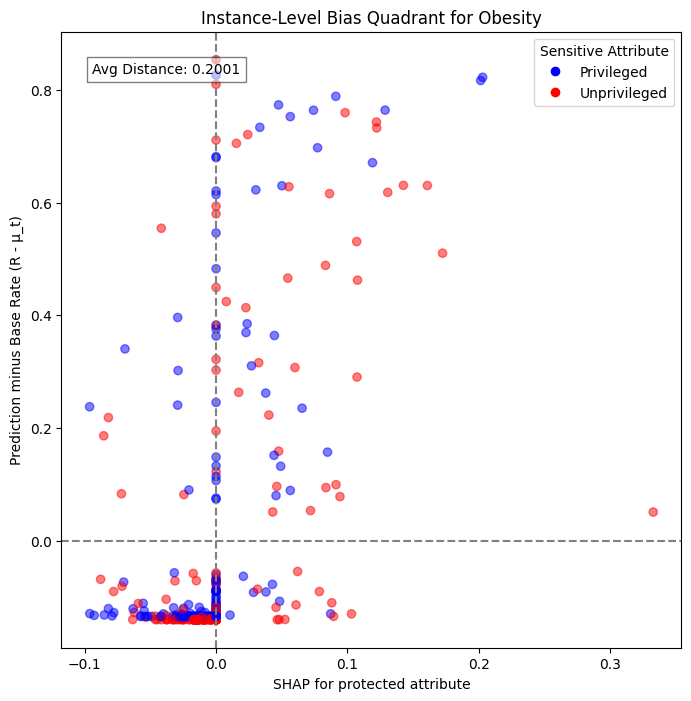 Instance-Level Bias Quadrant for Obesity
Avg Distance: 0.2001
Sensitive Attribute
Privileged
Unprivileged
Prediction minus Base Rate (R - μ_t)
0.8
0.6
0.4
0.2
0.0
−0.1
0.0
0.1
0.2
0.3
SHAP for protected attribute